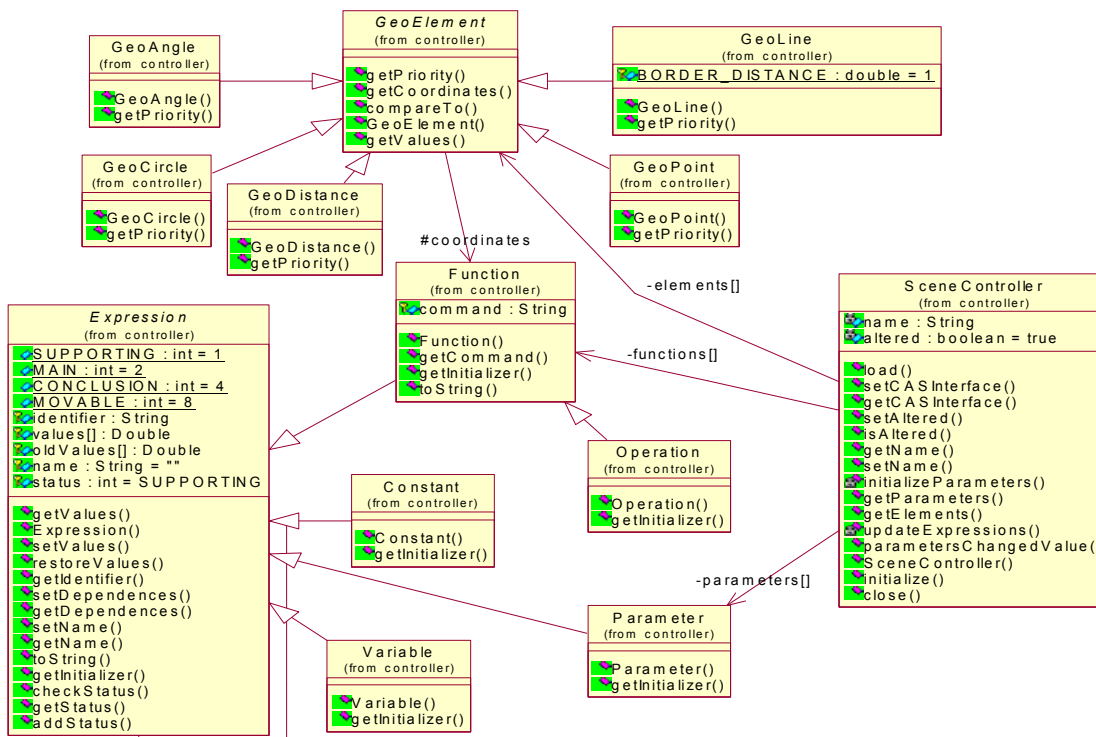 GeoElement
(from controller)
getPriority()
getCoordinates()
compareTo()
GeoElement()
getValues()
GeoAngle
(from controller)
GeoAngle()
getPriority()
GeoLine
(from controller)
BORDER_DISTANCE : double = 1
GeoLine()
getPriority()
GeoCircle
(from controller)
GeoCircle()
getPriority()
GeoDistance
(from controller)
GeoDistance()
getPriority()
GeoPoint
(from controller)
GeoPoint()
getPriority()
#coordinates
-elements[]
-functions[]
Function
(from controller)
command : String
Function()
getCommand()
getInitializer()
toString()
SceneController
(from controller)
name : String
altered : boolean = true
load()
setCASInterface()
getCASInterface()
setAltered()
isAltered()
getName()
setName()
initializeParameters()
getParameters()
getElements()
updateExpressions()
parametersChangedValue(
SceneController()
initialize()
close()
Expression
(from controller)
SUPPORTING : int = 1
MAIN : int = 2
CONCLUSION : int = 4
MOVABLE : int = 8
identifier : String
values[] : Double
oldValues[] : Double
name : String = ""
status : int = SUPPORTING
getValues()
Expression()
setValues()
restoreValues()
getIdentifier()
setDependences()
getDependences()
setName()
getName()
toString()
getInitializer()
checkStatus()
getStatus()
addStatus()
Operation
(from controller)
Operation()
getInitializer()
Constant
(from controller)
Constant()
getInitializer()
-parameters[]
Parameter
(from controller)
Parameter()
getInitializer()
Variable
(from controller)
Variable()
getInitializer()